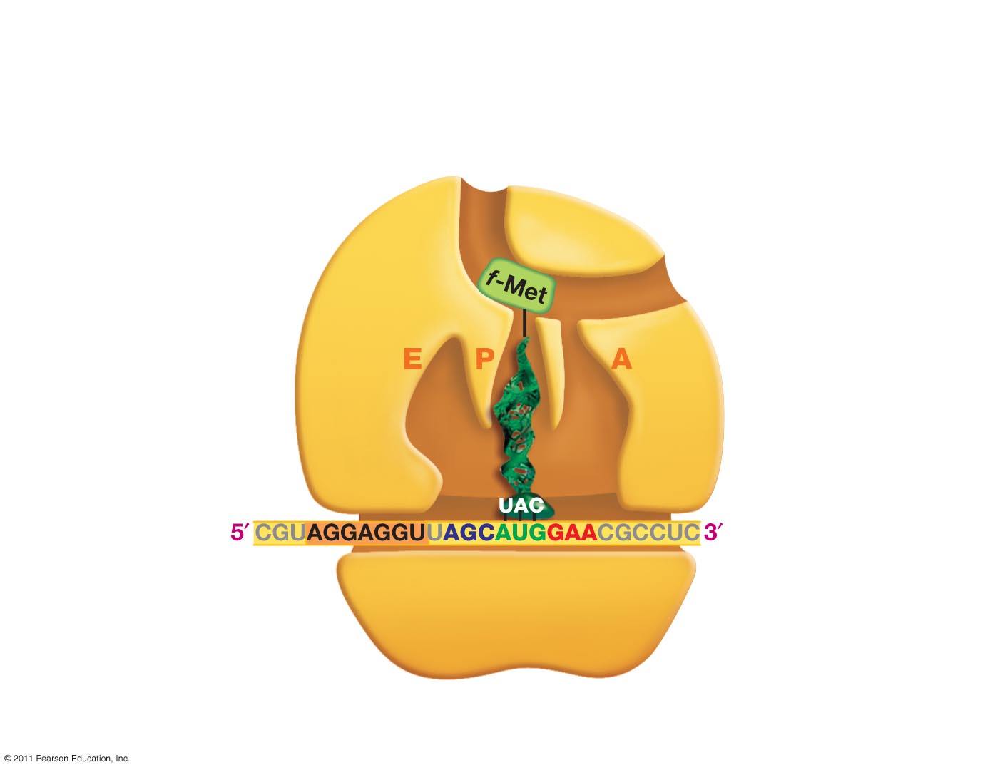 f-Met
E P A
UAC
5′ CGUAGGAGGUUAGCAUGGAACGCCUC 3′
© 2011 Pearson Education, Inc.